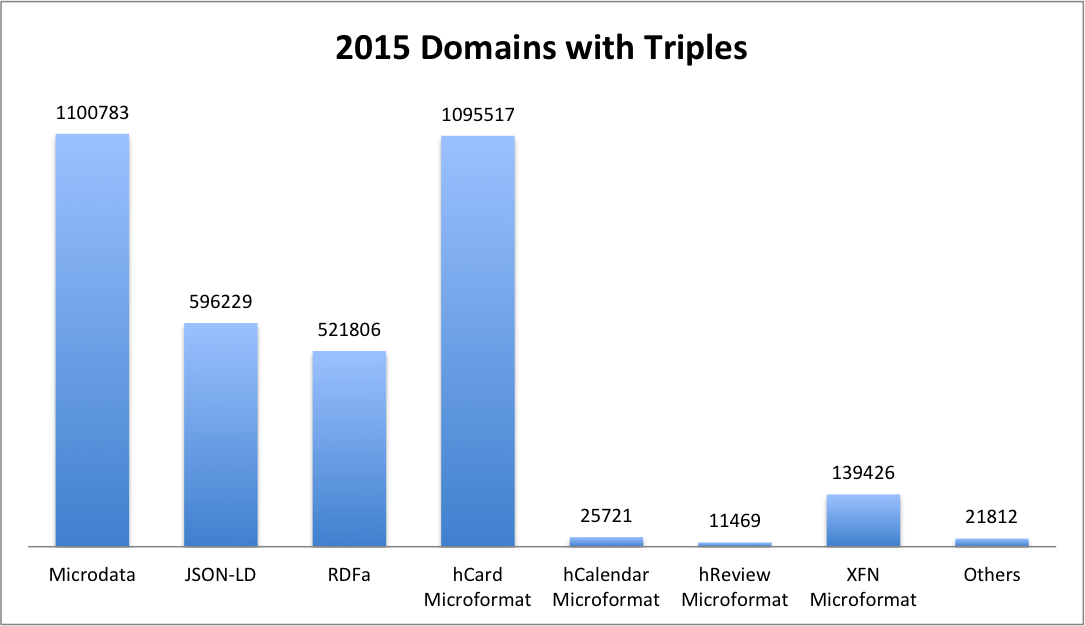 2015 Domains with Triples
1100783
1095517
596229
521806
139426
25721
11469
21812
Microdata
JSON-LD
RDFa
hCard
Microformat
hCalendar
Microformat
hReview
Microformat
XFN
Microformat
Others